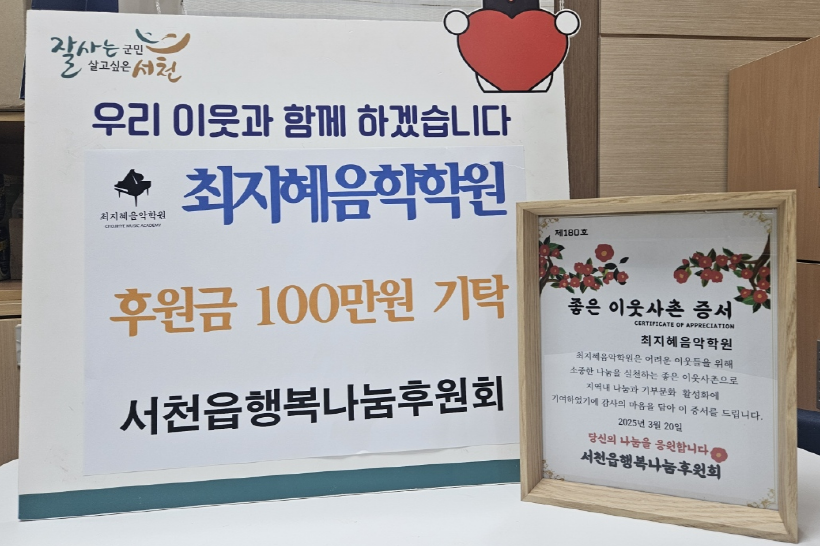 잘사는 군민
살고싶은 서천
우리 이웃과 함께 하겠습니다
최지혜음악학원
최지혜음학학원
후원금 100만원 기탁
서천읍행복나눔후원회
제180호
좋은 이웃사촌 증서
CERTIFICATE OF APPRECIATION
최지혜음악학원
최지혜음악학원은 어려운 이웃들을 위해
소중한 나눔을 실천하는 좋은 이웃사촌으로
지역내 나눔과 기부문화 활성화에
기여하였기에 감사의 마음을 담아 이 증서를 드립니다.
2025년 3월 20일
당신의 나눔을 응원합니다
서천읍행복나눔후원회